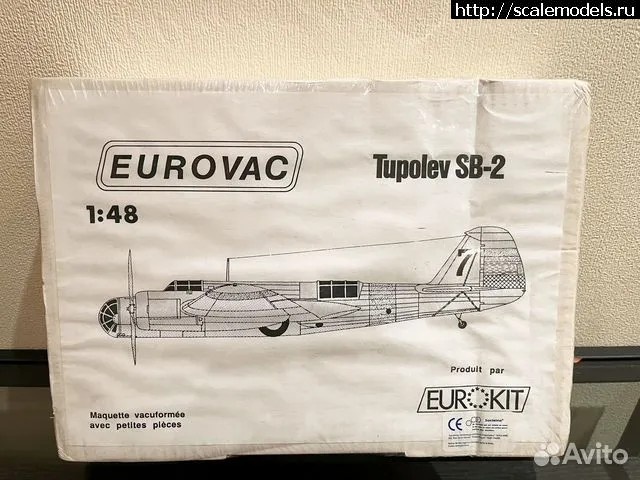 http://scalemodels.ru
EUROVAC
Tupolev SB-2
1:48
7
Produit par
EUROKIT
Maquette vacuformée
avec petites pièces
CE
Avito